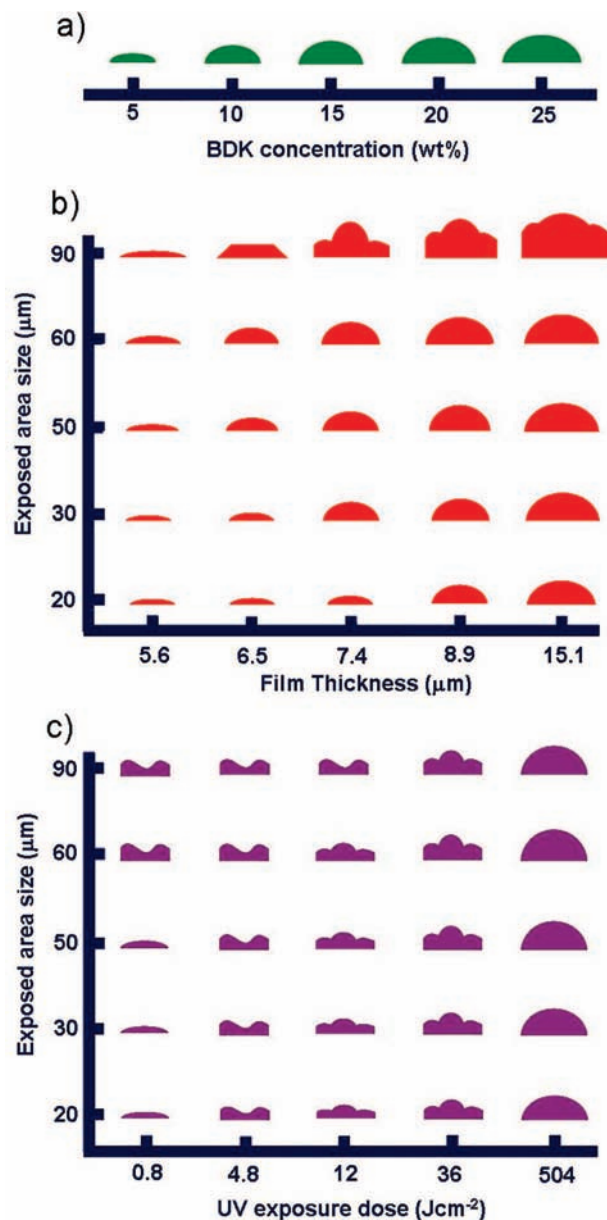 a)
5 10 15 20 25
BDK concentration (wt%)
b)
Exposed area size (μm)
90
60
50
30
20
5.6 6.5 7.4 8.9 15.1
Film Thickness (μm)
c)
Exposed area size (μm)
90
60
50
30
20
0.8 4.8 12 36 504
UV exposure dose (Jcm⁻²)